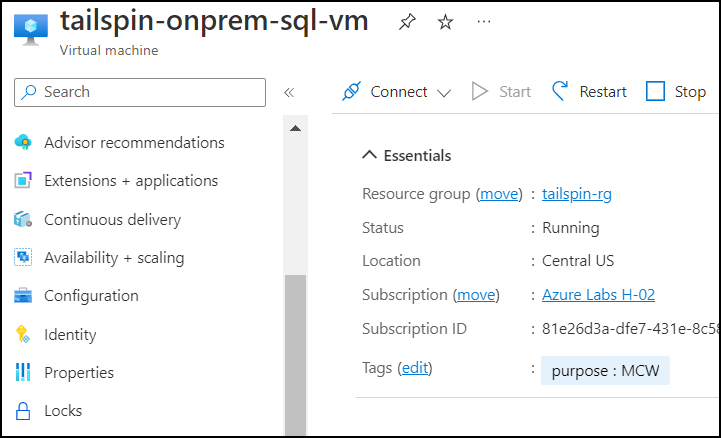 tailspin-onprem-sql-vm
Virtual machine
Search
Connect
Start
Restart
Stop
Advisor recommendations
Extensions + applications
Continuous delivery
Availability + scaling
Configuration
Identity
Properties
Locks
Essentials
Resource group (move) : tailspin-rg
Status : Running
Location : Central US
Subscription (move) : Azure Labs H-02
Subscription ID : 81e26d3a-dfe7-431e-8c58
Tags (edit) : purpose : MCW